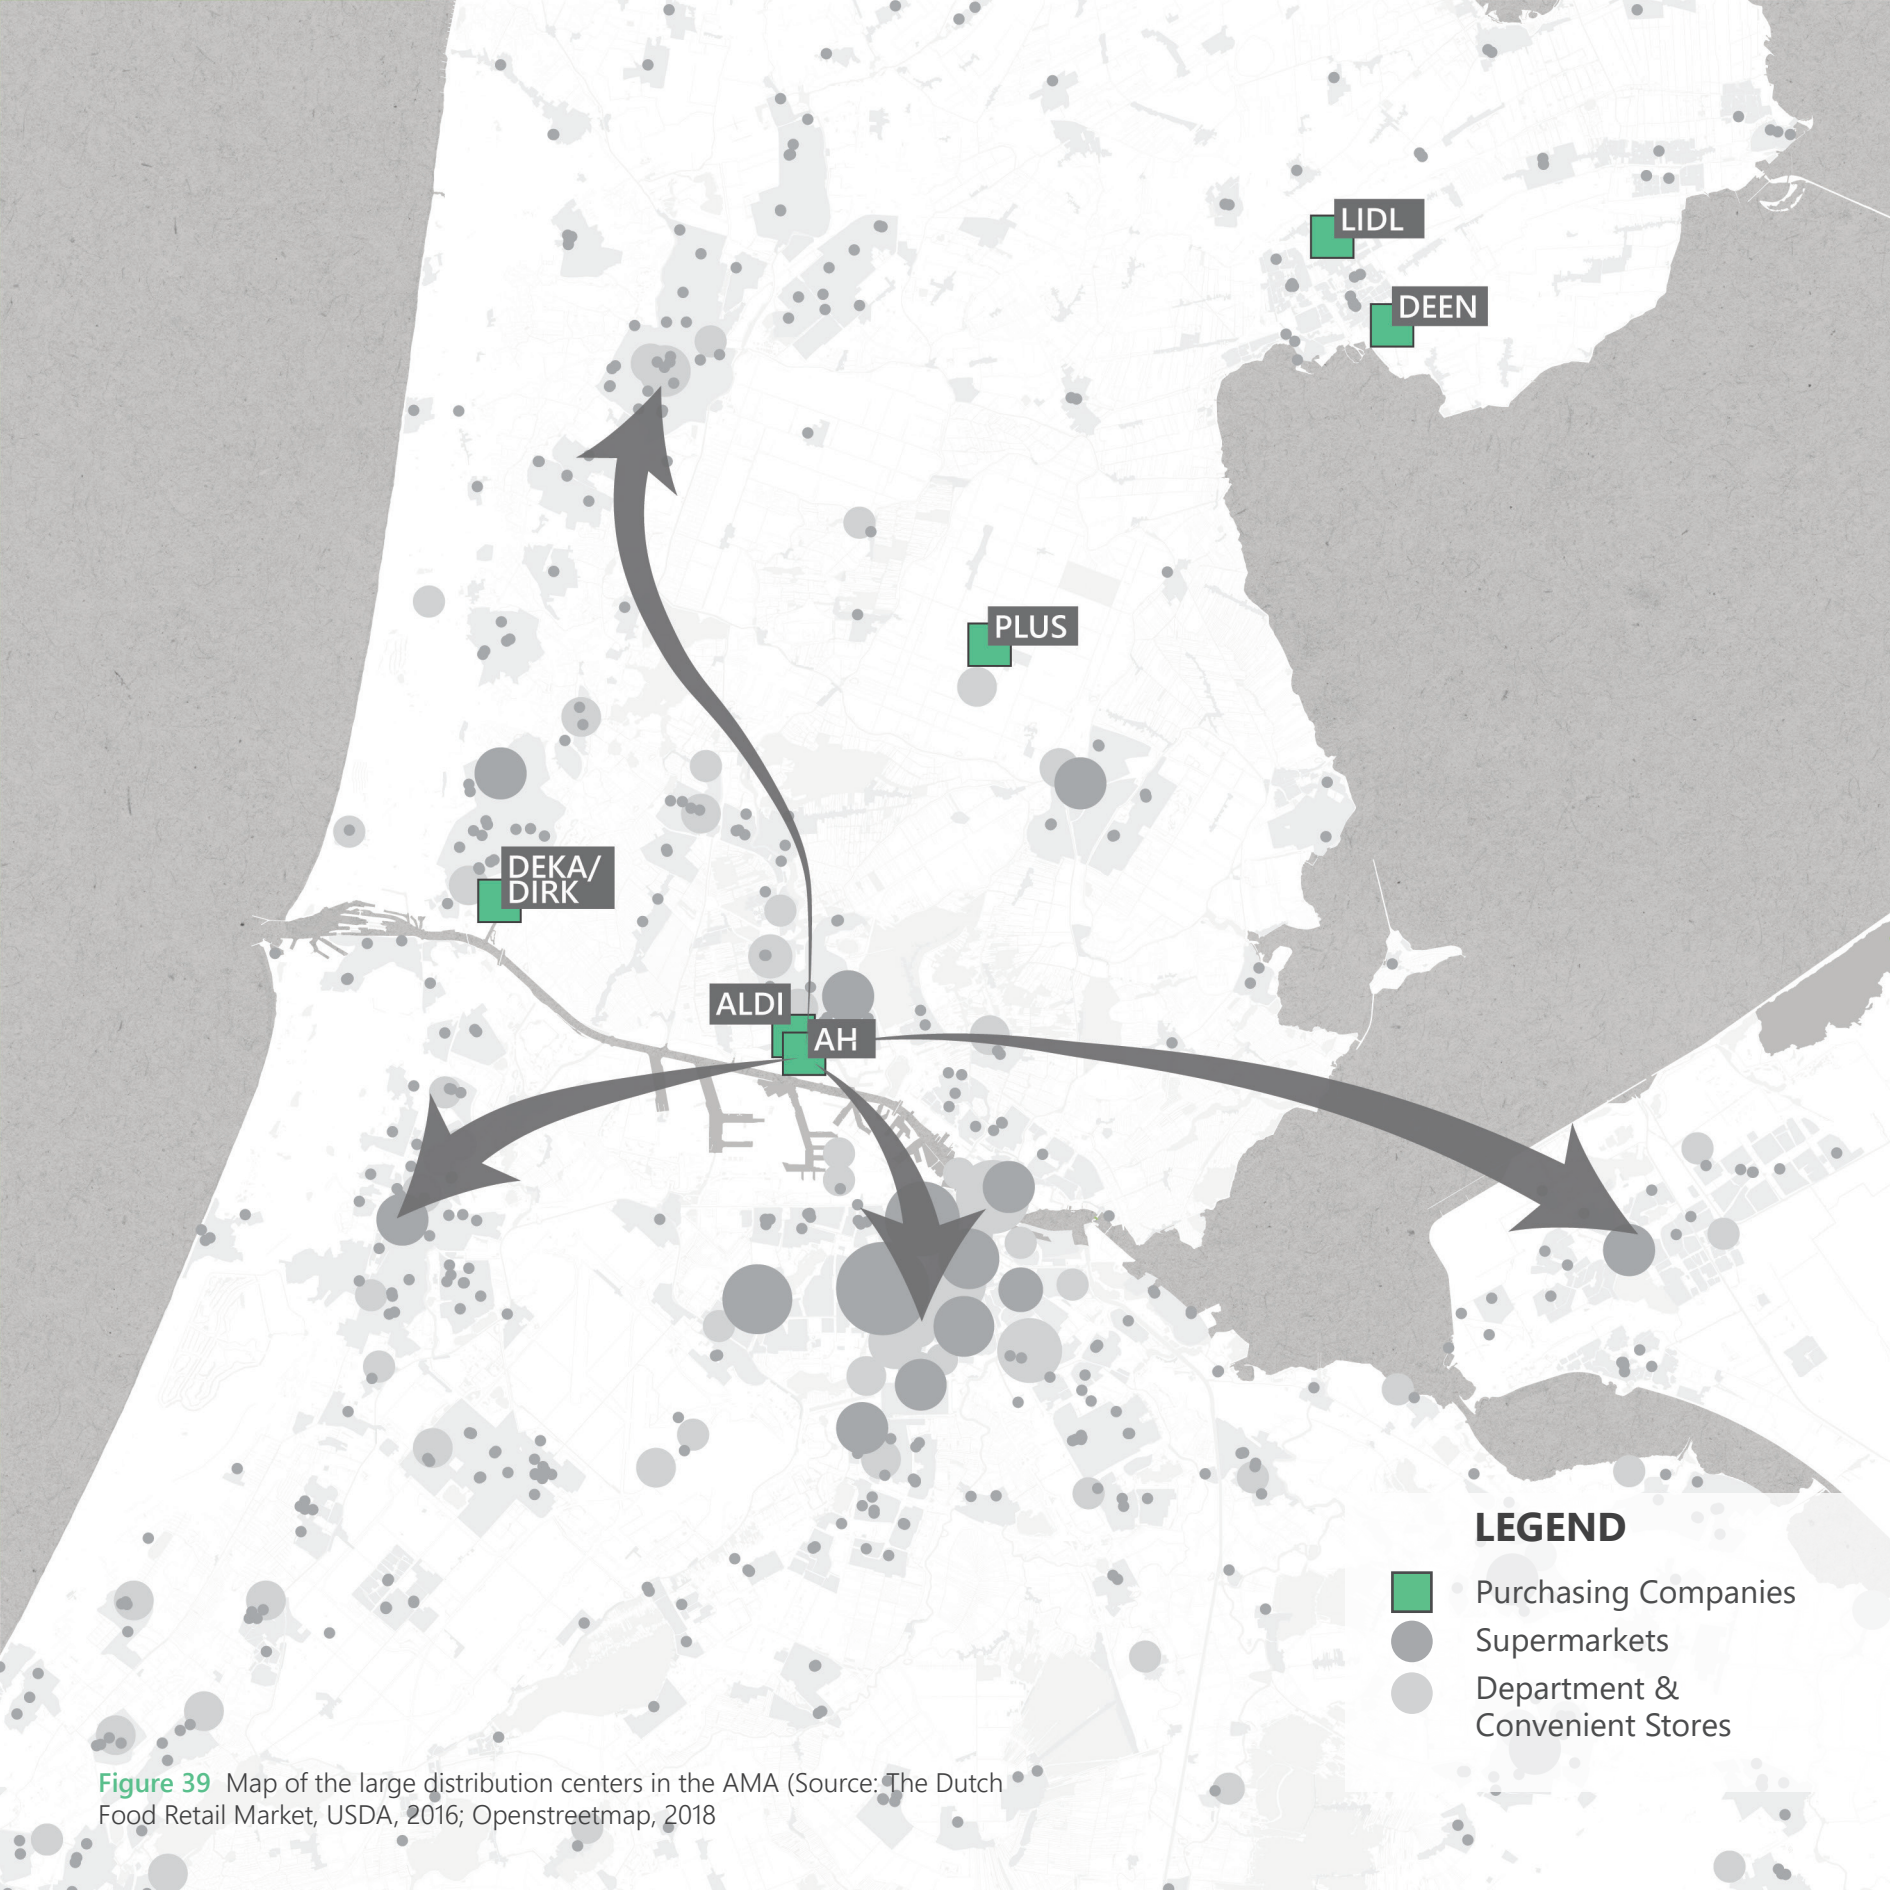 LIDL
DEEN
PLUS
DEKA/
DIRK
ALDI
AH
LEGEND
Purchasing Companies
Supermarkets
Department &
Convenient Stores
Figure 39 Map of the large distribution centers in the AMA (Source: The Dutch
Food Retail Market, USDA, 2016; Openstreetmap, 2018